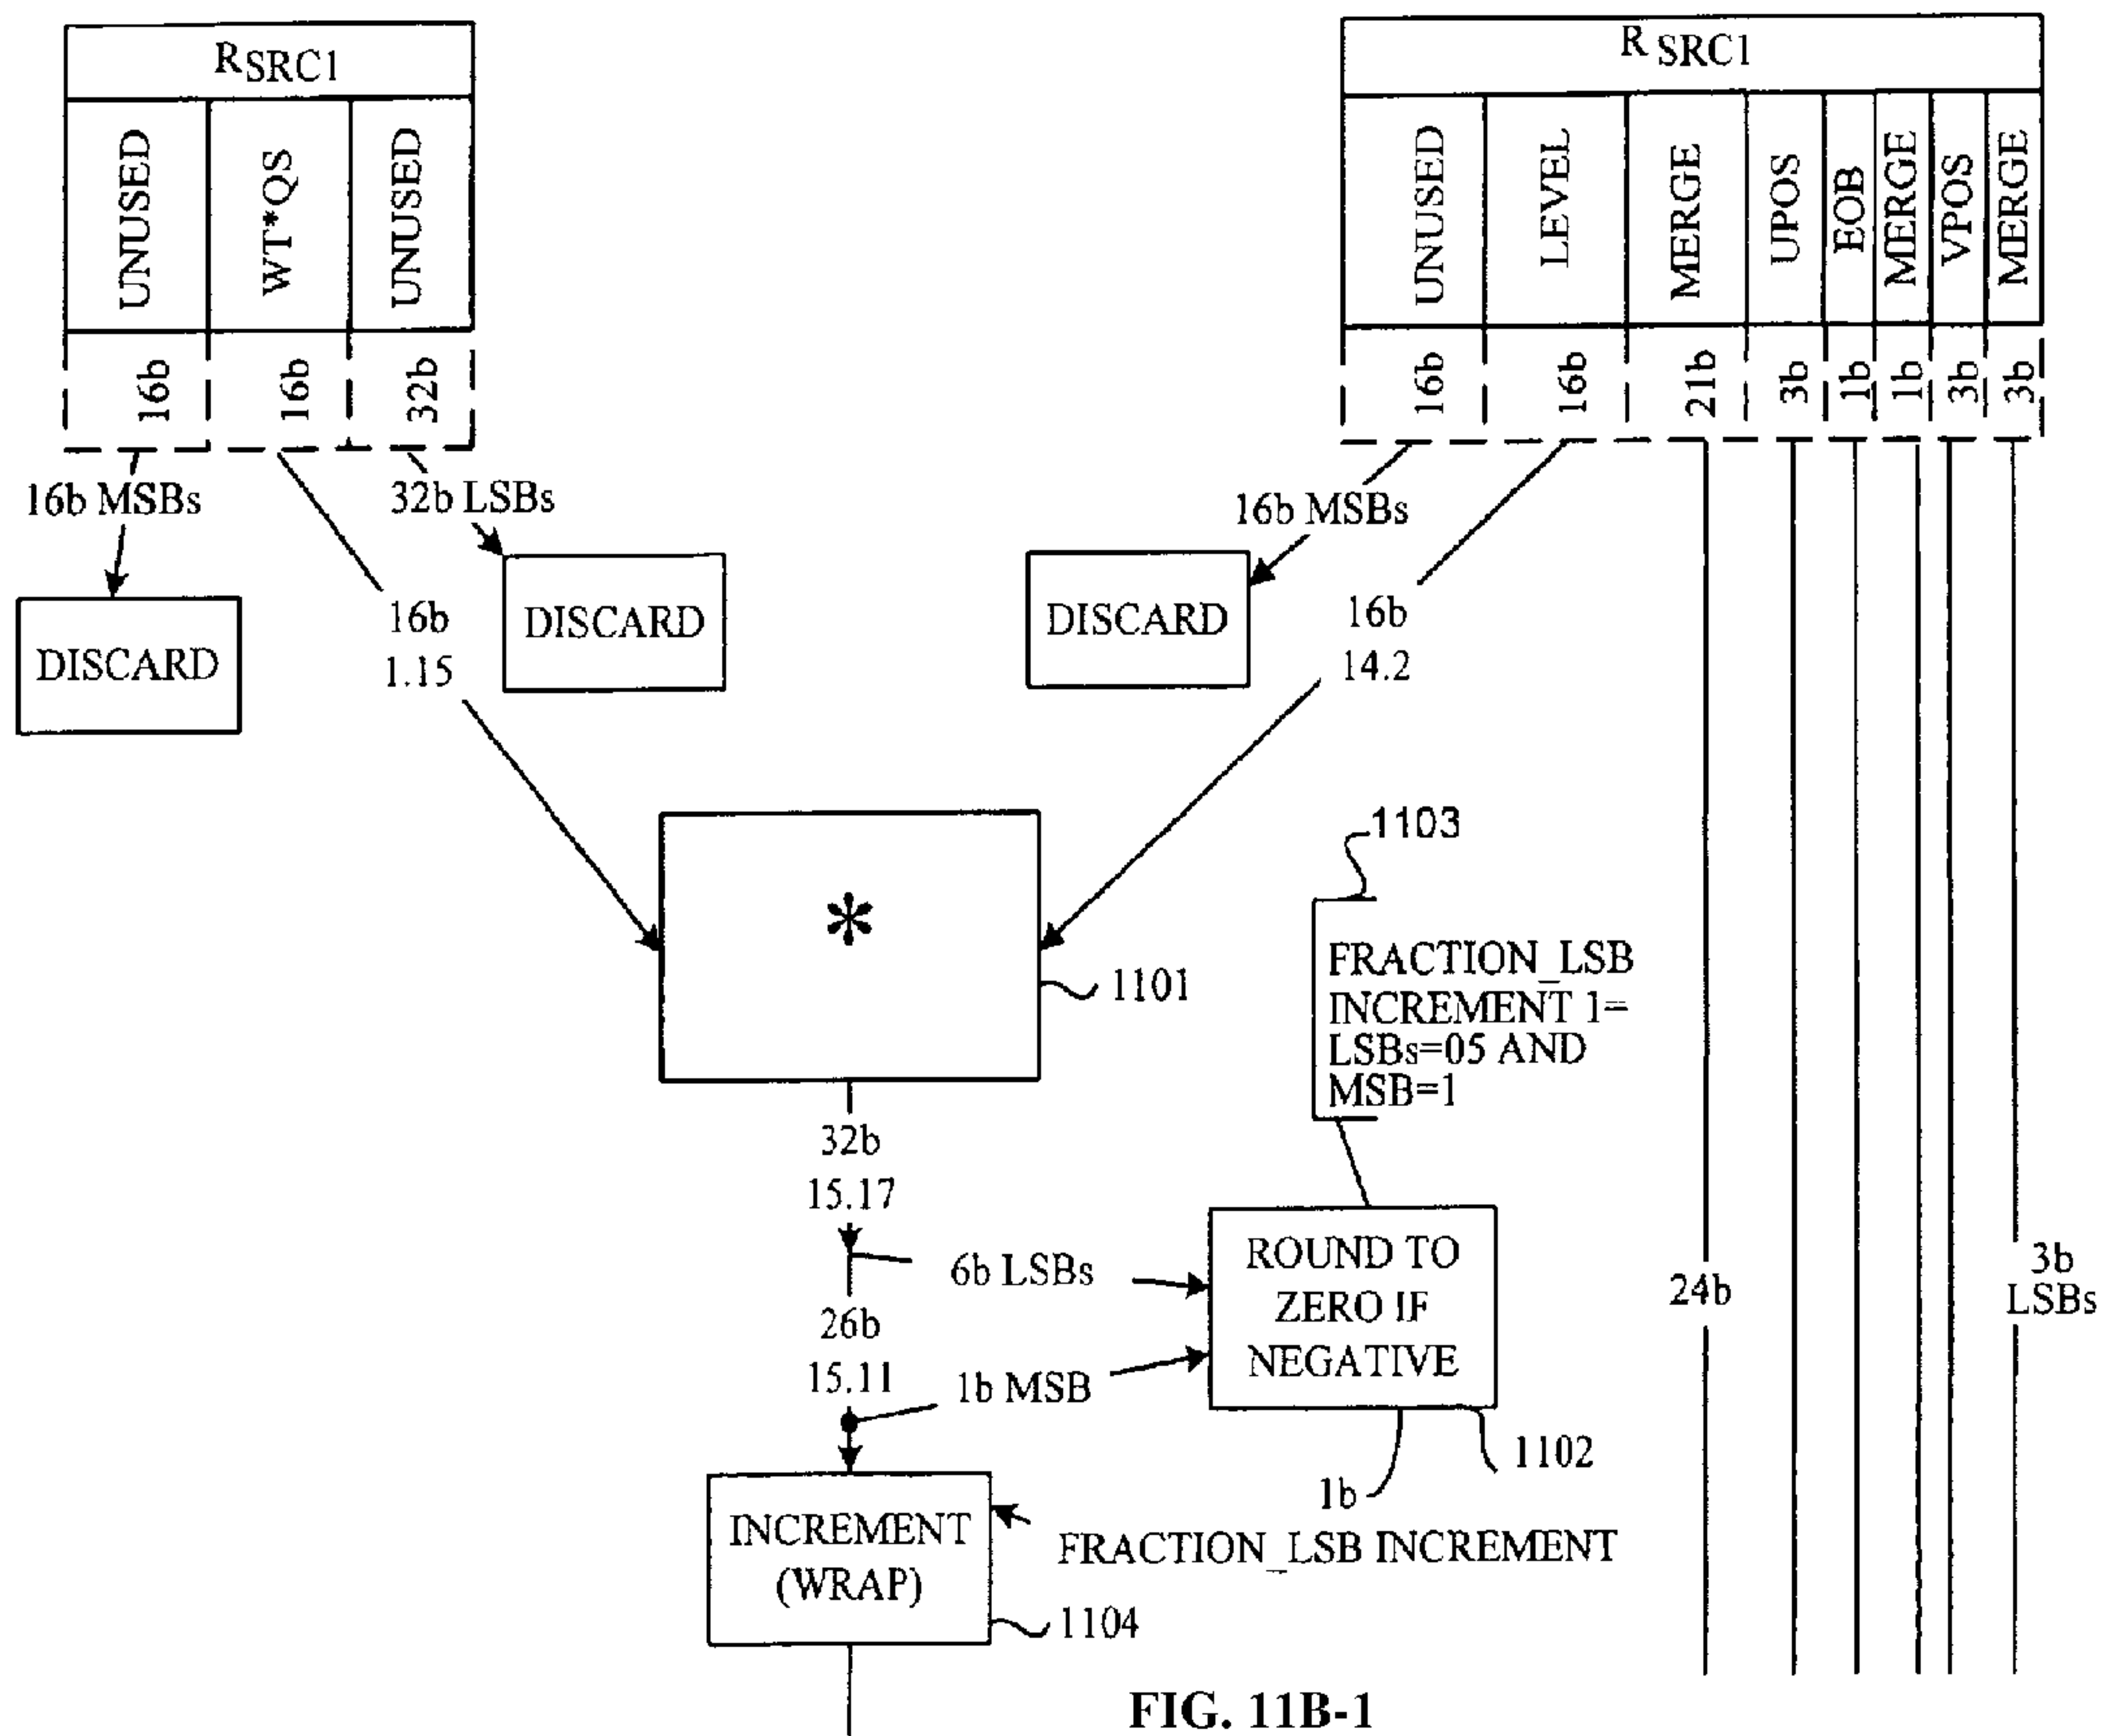 RSRC1
UNUSED
WT*QS
UNUSED
16b
16b
32b
R SRC1
UNUSED
LEVEL
MERGE
UPOS
EOB
MERGE
VPOS
MERGE
16b
16b
21b
3b
1b
1b
3b
3b
16b MSBs
32b LSBs
16b MSBs
DISCARD
16b
1.15
DISCARD
DISCARD
16b
14.2
*
1101
1103
FRACTION_LSB
INCREMENT 1=
LSBs=05 AND
MSB=1
32b
15.17
6b LSBs
ROUND TO
ZERO IF
NEGATIVE
24b
3b
LSBs
26b
15.11
1b MSB
1102
1b
INCREMENT
(WRAP)
FRACTION_LSB INCREMENT
1104
FIG. 11B-1